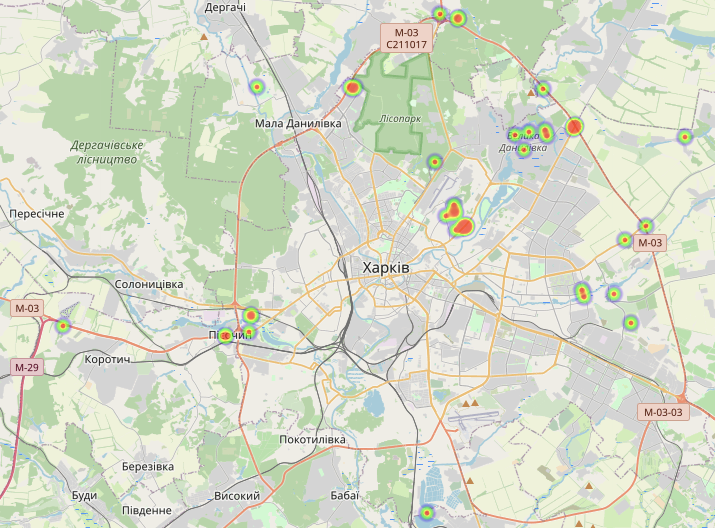 Дергачі
М-03
С211017
Лісопарк
Мала Данилівка
Дергачівське
лісництво
Велика
Данилівка
Пересічне
М-03
Харків
Солоницівка
М-03
Пісочин
Коротич
М-29
М-03-03
Покотилівка
Березівка
Буди
Високий
Бабаї
Південне